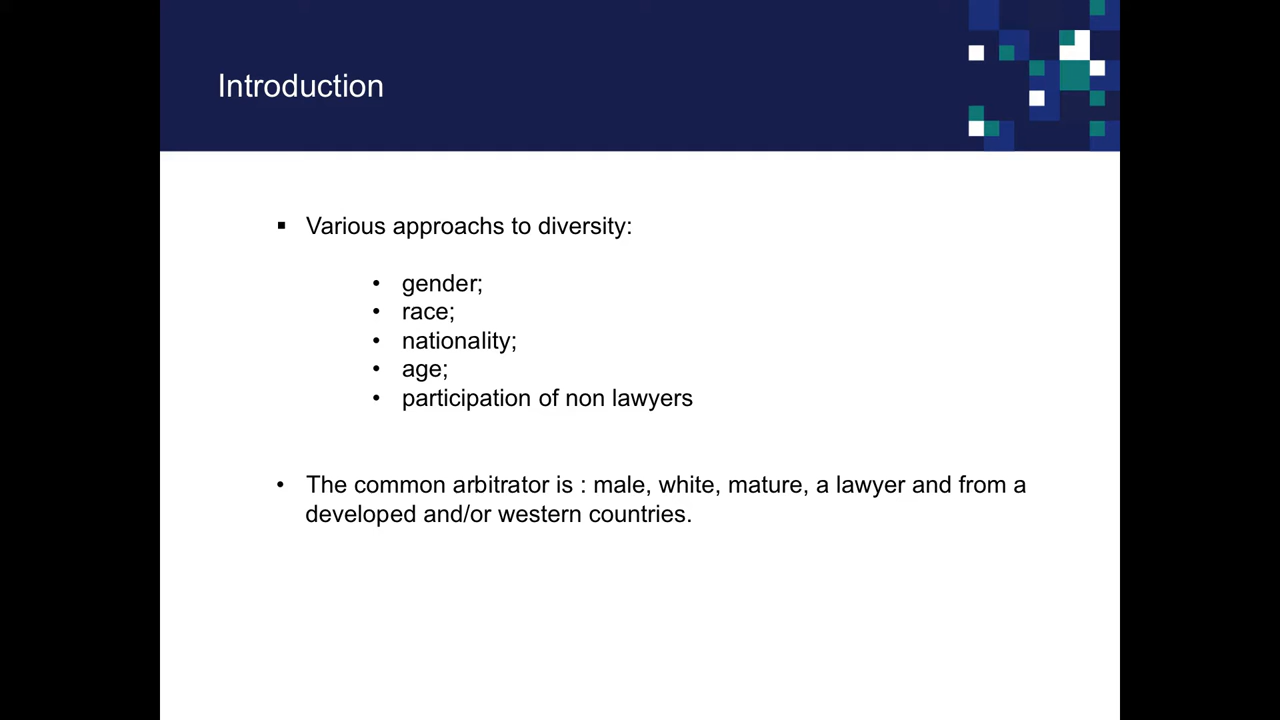 Introduction
▪ Various approachs to diversity:
• gender;
• race;
• nationality;
• age;
• participation of non lawyers
• The common arbitrator is : male, white, mature, a lawyer and from a
developed and/or western countries.